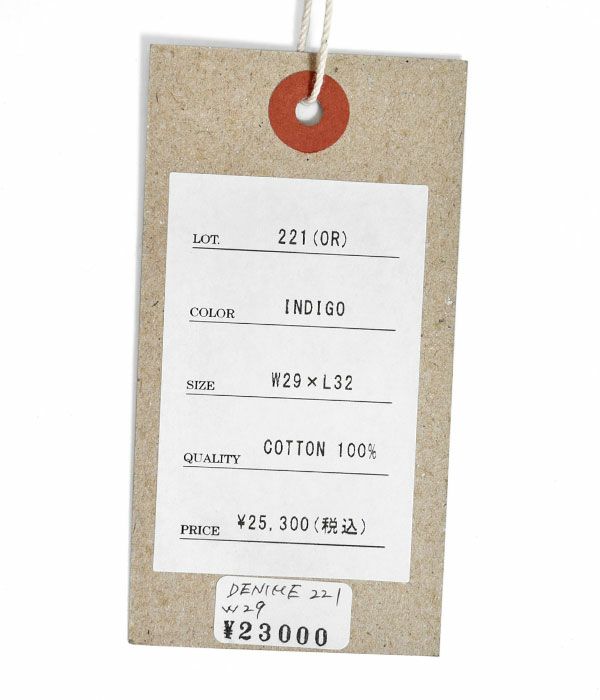 LOT. 221(OR)
COLOR INDIGO
SIZE W29×L32
QUALITY COTTON 100%
PRICE ¥25,300(税込)
DENIME 221
W29
¥23000